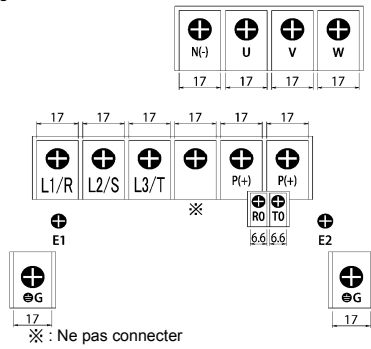 N(-) U V W
17 17 17 17
17 17 17 17 17 17
L1/R L2/S L3/T P(+) P(+)
※
R0 T0
E1 6.6 6.6 E2
G G
17 17
※ : Ne pas connecter